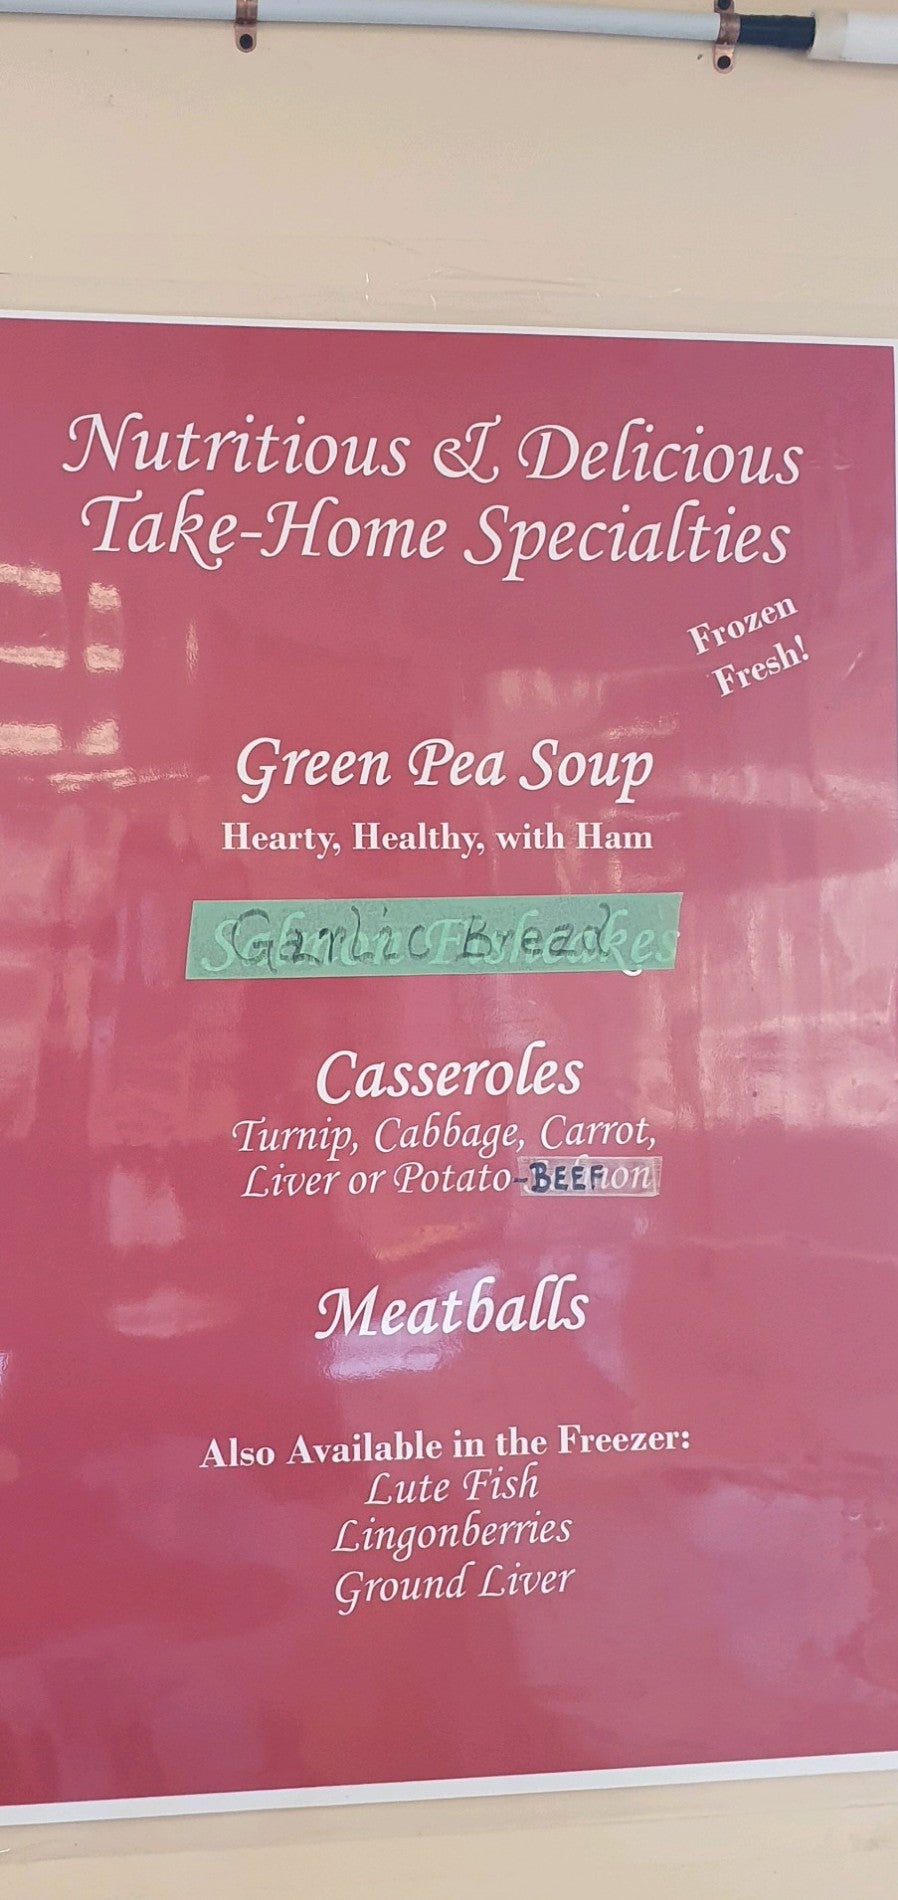 Nutritious & Delicious
Take-Home Specialties
Frozen
Fresh!
Green Pea Soup
Hearty, Healthy, with Ham
Garlic Bread
Casseroles
Turnip, Cabbage, Carrot,
Liver or Potato-BEEF
Meatballs
Also Available in the Freezer:
Lute Fish
Lingonberries
Ground Liver